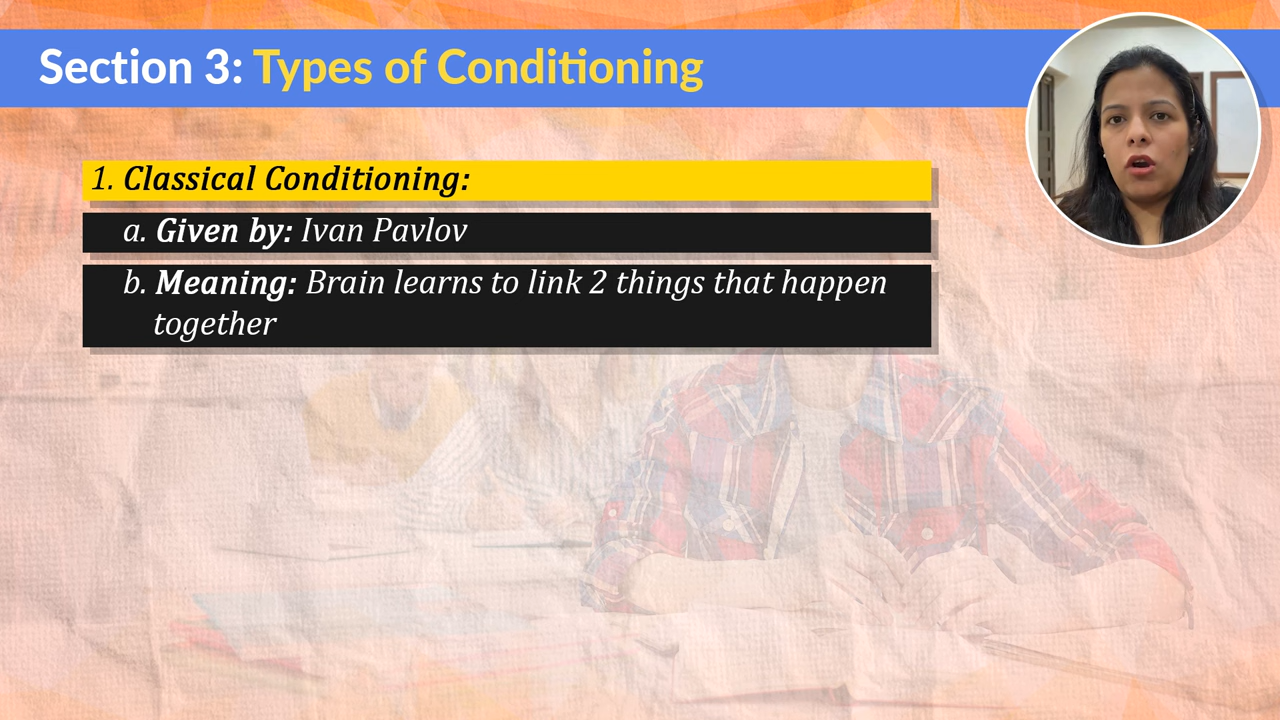 Section 3: Types of Conditioning
1. Classical Conditioning:
a. Given by: Ivan Pavlov
b. Meaning: Brain learns to link 2 things that happen
together